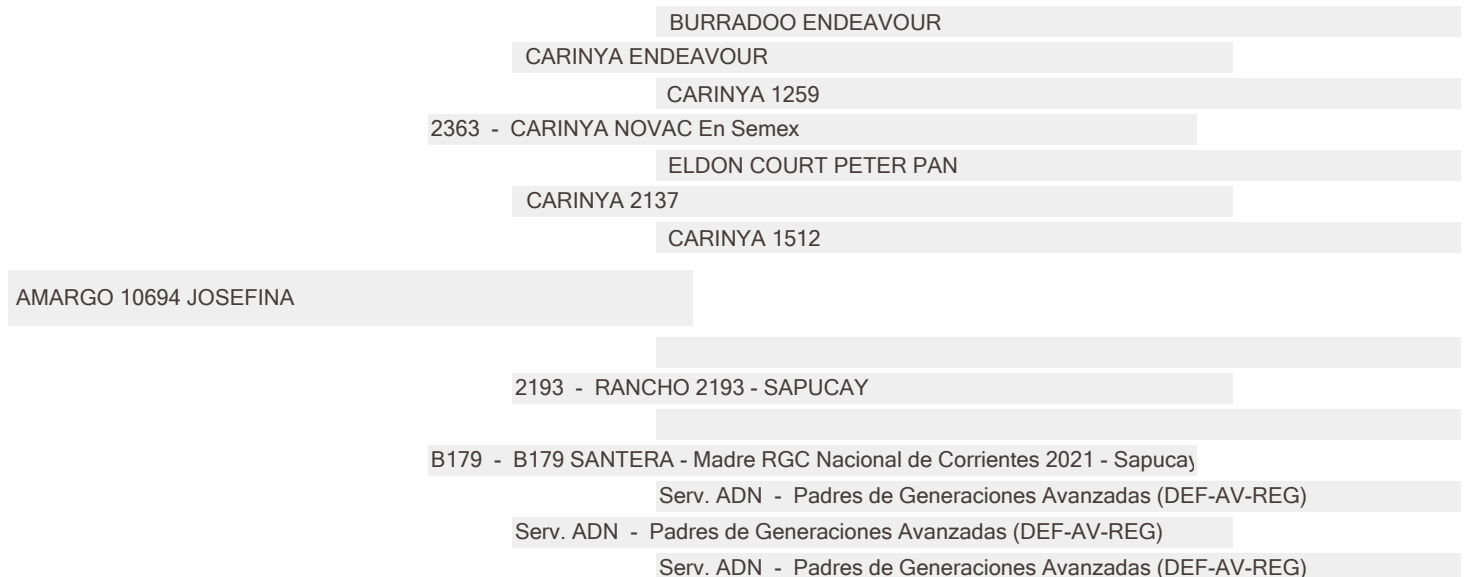 BURRADOO ENDEAVOUR
CARINYA ENDEAVOUR
CARINYA 1259
2363 - CARINYA NOVAC En Semex
ELDON COURT PETER PAN
CARINYA 2137
CARINYA 1512
AMARGO 10694 JOSEFINA
2193 - RANCHO 2193 - SAPUCAY
B179 - B179 SANTERA - Madre RGC Nacional de Corrientes 2021 - Sapucay
Serv. ADN - Padres de Generaciones Avanzadas (DEF-AV-REG)
Serv. ADN - Padres de Generaciones Avanzadas (DEF-AV-REG)
Serv. ADN - Padres de Generaciones Avanzadas (DEF-AV-REG)